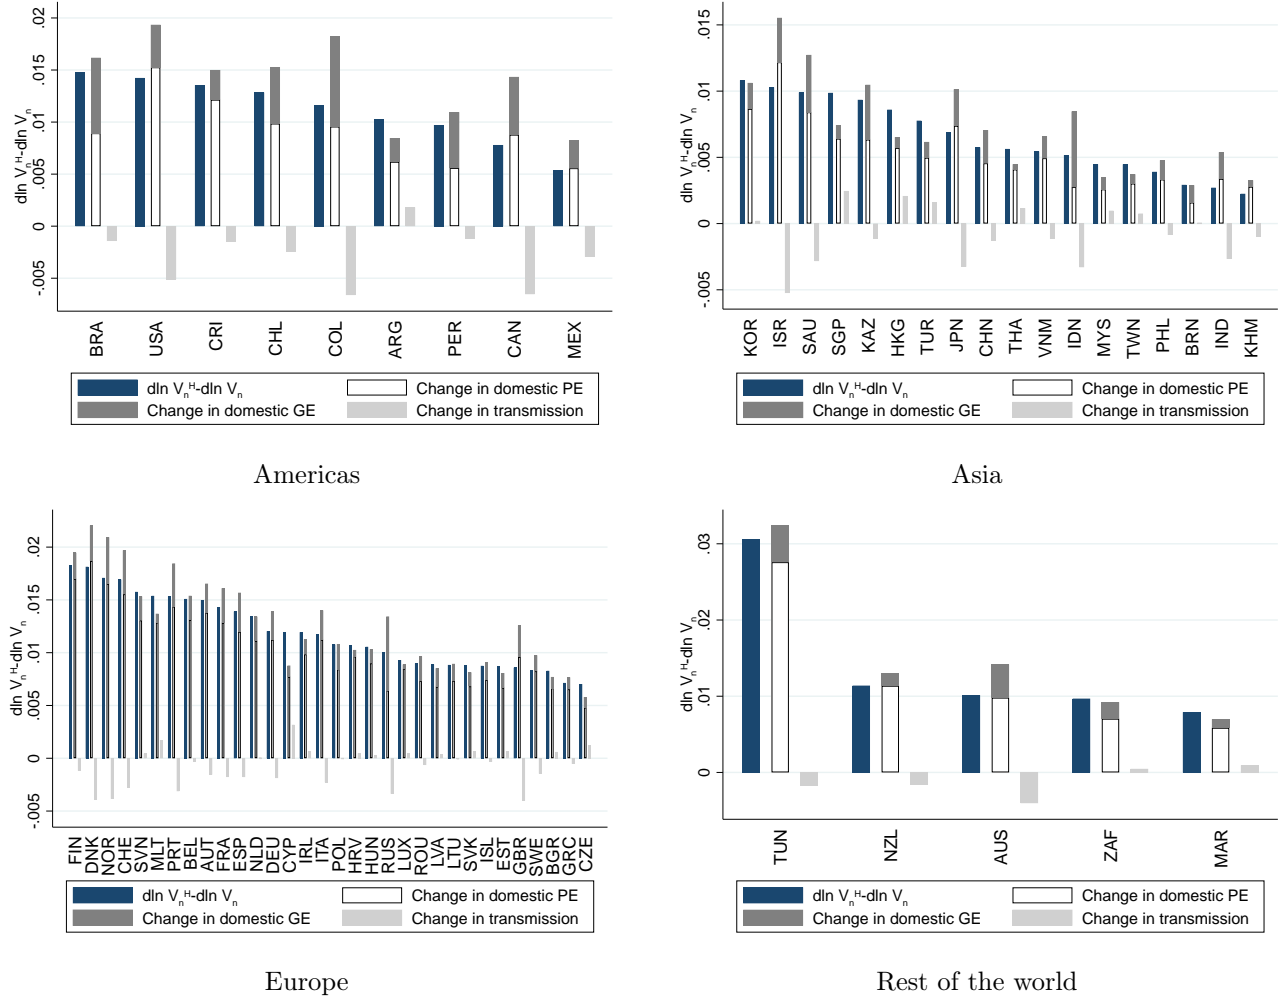 dln V_n^H-dln V_n
.02
.015
.01
.005
0
-.005
BRA USA CRI CHL COL ARG PER CAN MEX
dln V_n^H-dln V_n Change in domestic PE
Change in domestic GE Change in transmission
Americas
dln V_n^H-dln V_n
.015
.01
.005
0
-.005
KOR ISR SAU SGP KAZ HKG TUR JPN CHN THA VNM IDN MYS TWN PHL BRN IND KHM
dln V_n^H-dln V_n Change in domestic PE
Change in domestic GE Change in transmission
Asia
dln V_n^H-dln V_n
.02
.015
.01
.005
0
-.005
FIN DNK NOR CHE SVN MLT PRT BEL AUT FRA ESP NLD DEU CYP IRL ITA POL HRV HUN RUS LUX ROU LVA LTU SVK ISL EST GBR SWE BGR GRC CZE
dln V_n^H-dln V_n Change in domestic PE
Change in domestic GE Change in transmission
Europe
dln V_n^H-dln V_n
.03
.02
.01
0
TUN NZL AUS ZAF MAR
dln V_n^H-dln V_n Change in domestic PE
Change in domestic GE Change in transmission
Rest of the world